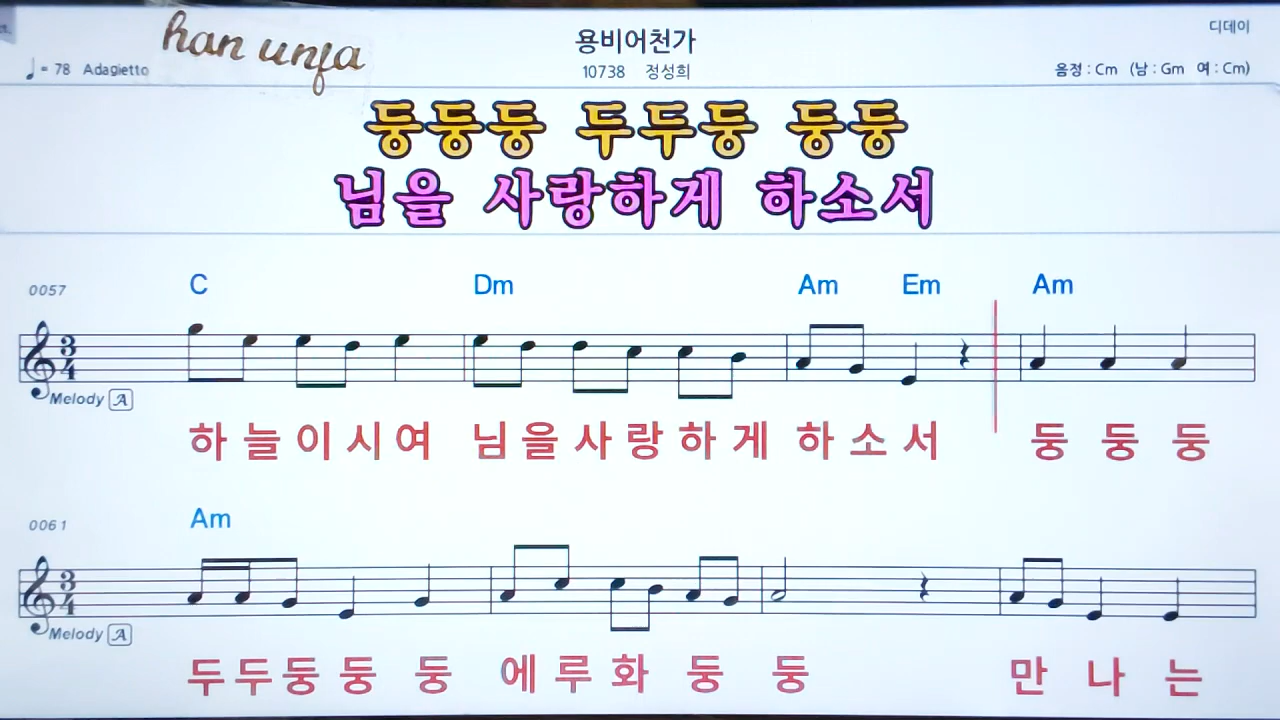 han unfa
용비어천가
디데이
♩= 78 Adagietto
10738 정성희
음정 : Cm (남 : Gm 여 : Cm)
둥둥둥 두두둥 둥둥
님을 사랑하게 하소서
0057 C Dm Am Em Am
3 4
Melody A
하 늘 이 시 여 님 을 사 랑 하 게 하 소 서 둥 둥 둥
0061 Am
3 4
Melody A
두 두 둥 둥 둥 에 루 화 둥 둥 만 나 는